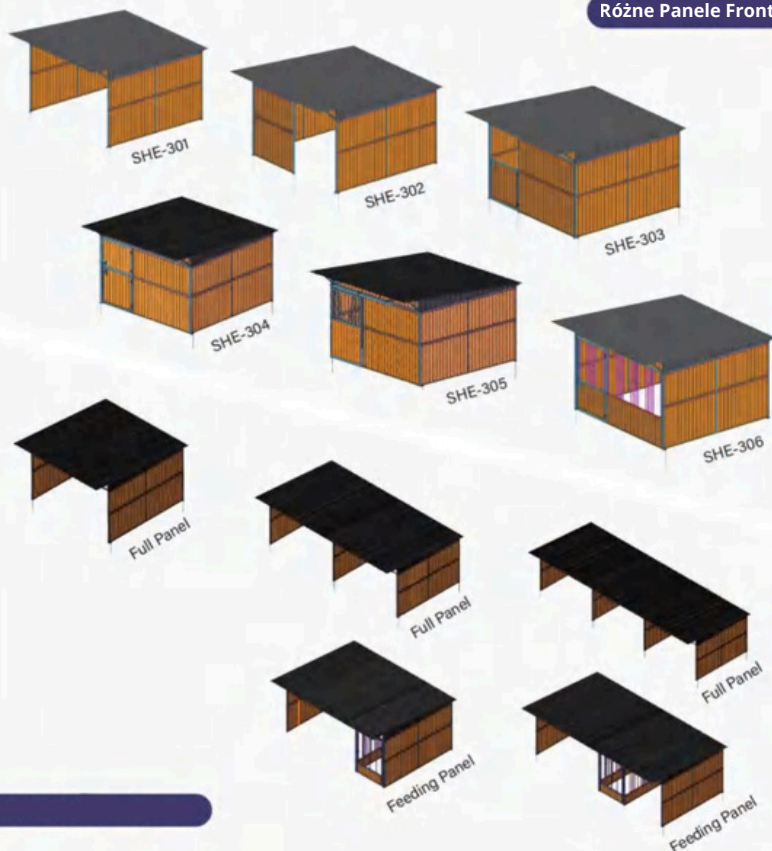 Różne Panele Front
SHE-301
SHE-302
SHE-303
SHE-304
SHE-305
SHE-306
Full Panel
Full Panel
Full Panel
Feeding Panel
Feeding Panel